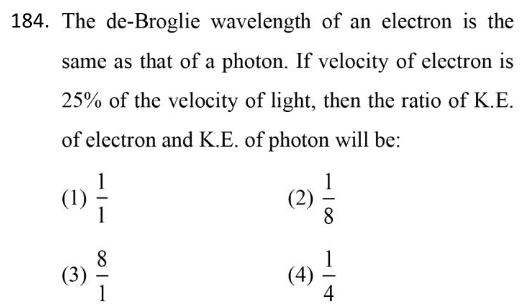 184. The de-Broglie wavelength of an electron is the
same as that of a photon. If velocity of electron is
25% of the velocity of light, then the ratio of K.E.
of electron and K.E. of photon will be:
(1) 1/1 (2) 1/8
(3) 8/1 (4) 1/4